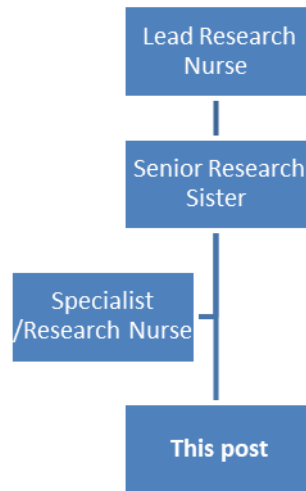 Lead Research
Nurse
Senior Research
Sister
Specialist
/Research Nurse
This post